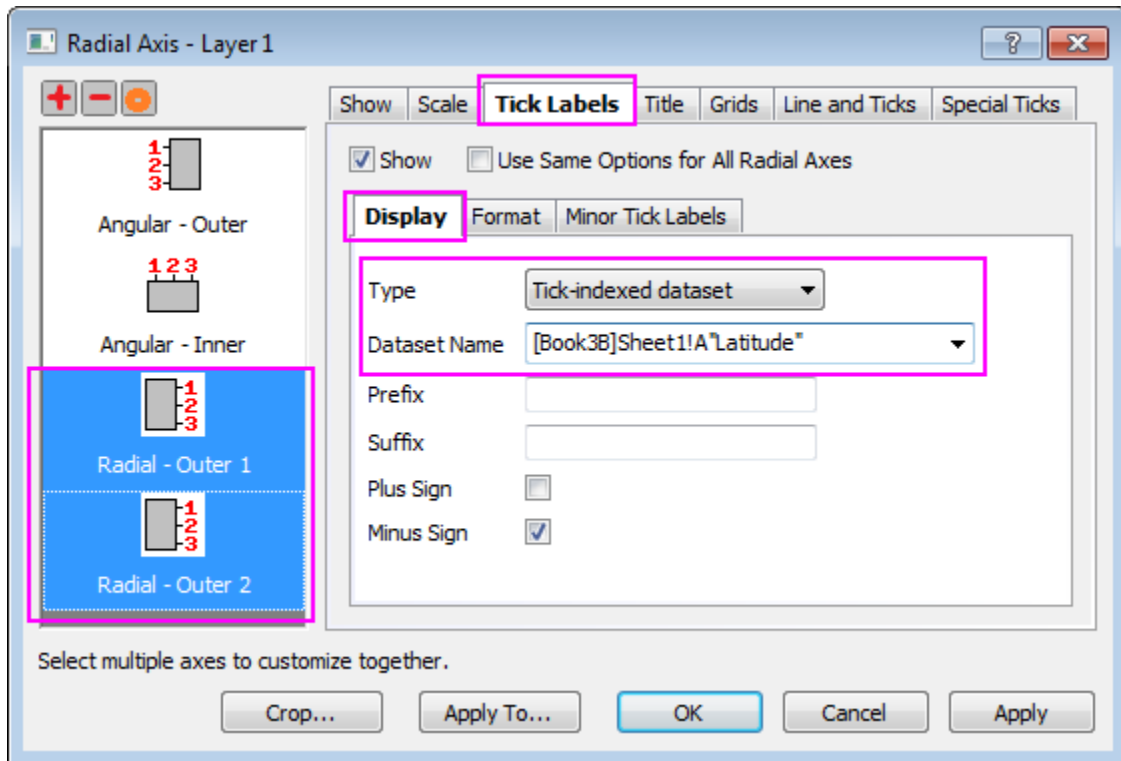 Radial Axis - Layer 1
Show Scale Tick Labels Title Grids Line and Ticks Special Ticks
1
2
3
Angular - Outer
1 2 3
Angular - Inner
1
2
3
Radial - Outer 1
1
2
3
Radial - Outer 2
Show Use Same Options for All Radial Axes
Display Format Minor Tick Labels
Type Tick-indexed dataset
Dataset Name [Book3B]Sheet1!A"Latitude"
Prefix
Suffix
Plus Sign
Minus Sign
Select multiple axes to customize together.
Crop... Apply To... OK Cancel Apply